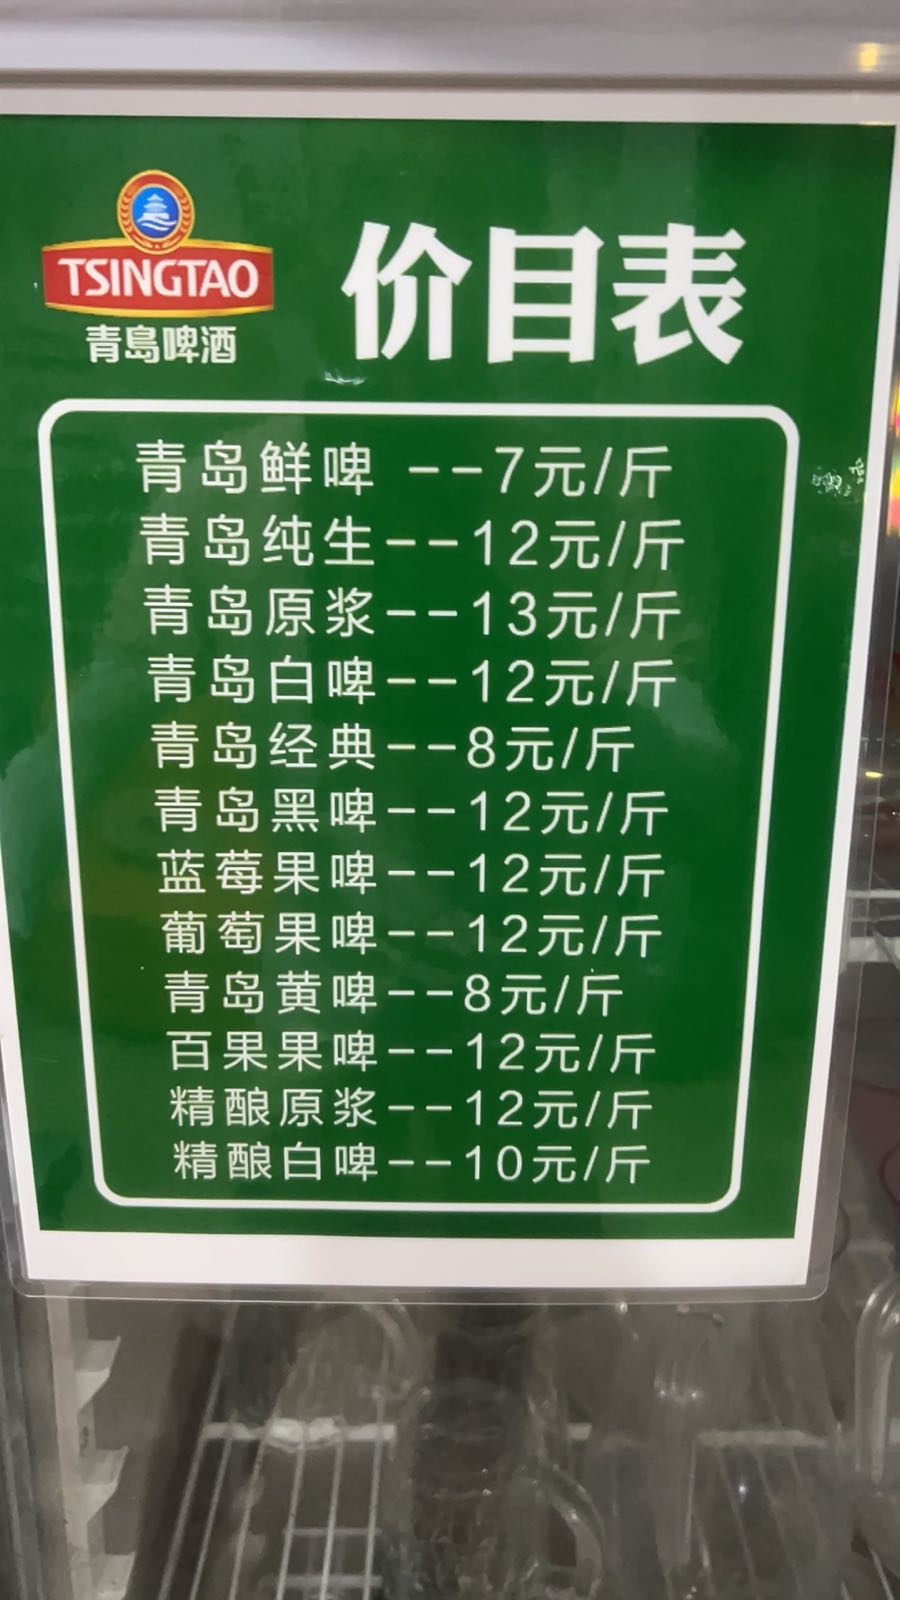 TSINGTAO
青島啤酒
价目表
青岛鲜啤 --7元/斤
青岛纯生--12元/斤
青岛原浆--13元/斤
青岛白啤--12元/斤
青岛经典--8元/斤
青岛黑啤--12元/斤
蓝莓果啤--12元/斤
葡萄果啤--12元/斤
青岛黄啤--8元/斤
百果果啤--12元/斤
精酿原浆--12元/斤
精酿白啤--10元/斤